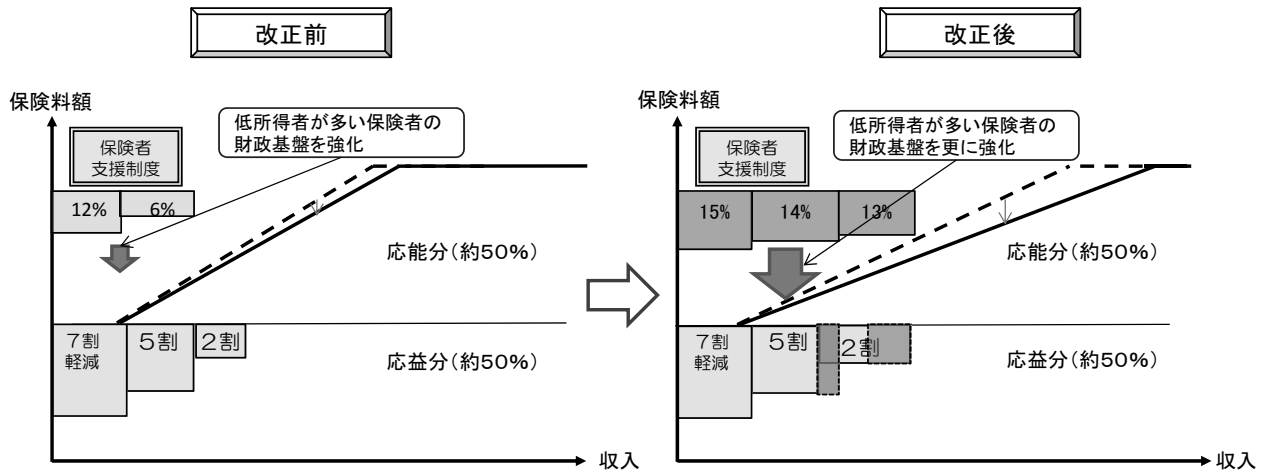 改正前
保険料額
低所得者が多い保険者の
財政基盤を強化
保険者
支援制度
12%
6%
応能分(約50%)
7割
軽減
5割
2割
応益分(約50%)
収入
改正後
保険料額
低所得者が多い保険者の
財政基盤を更に強化
保険者
支援制度
15%
14%
13%
応能分(約50%)
7割
軽減
5割
2割
応益分(約50%)
収入